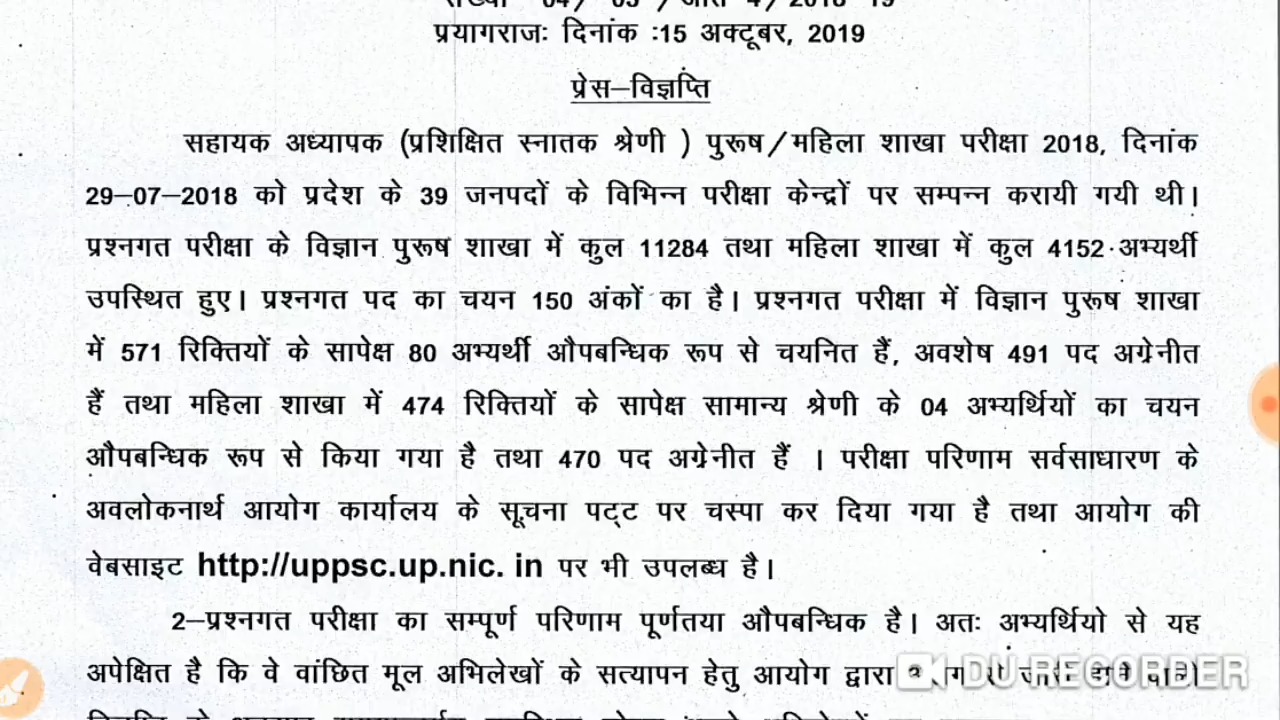 प्रयागराजः दिनांक :15 अक्टूबर, 2019
प्रेस–विज्ञप्ति
सहायक अध्यापक (प्रशिक्षित स्नातक श्रेणी ) पुरूष/महिला शाखा परीक्षा 2018, दिनांक
29–07–2018 को प्रदेश के 39 जनपदों के विभिन्न परीक्षा केन्द्रों पर सम्पन्न करायी गयी थी।
प्रश्नगत परीक्षा के विज्ञान पुरूष शाखा में कुल 11284 तथा महिला शाखा में कुल 4152 अभ्यर्थी
उपस्थित हुए। प्रश्नगत पद का चयन 150 अंकों का है। प्रश्नगत परीक्षा में विज्ञान पुरूष शाखा
में 571 रिक्तियों के सापेक्ष 80 अभ्यर्थी औपबन्धिक रूप से चयनित हैं, अवशेष 491 पद अग्रेनीत
हैं तथा महिला शाखा में 474 रिक्तियों के सापेक्ष सामान्य श्रेणी के 04 अभ्यर्थियों का चयन
औपबन्धिक रूप से किया गया है तथा 470 पद अग्रेनीत हैं । परीक्षा परिणाम सर्वसाधारण के
अवलोकनार्थ आयोग कार्यालय के सूचना पट्ट पर चस्पा कर दिया गया है तथा आयोग की
वेबसाइट http://uppsc.up.nic. in पर भी उपलब्ध है।
2–प्रश्नगत परीक्षा का सम्पूर्ण परिणाम पूर्णतया औपबन्धिक है। अतः अभ्यर्थियो से यह
अपेक्षित है कि वे वांछित मूल अभिलेखों के सत्यापन हेतु आयोग द्वारा
DU RECORDER